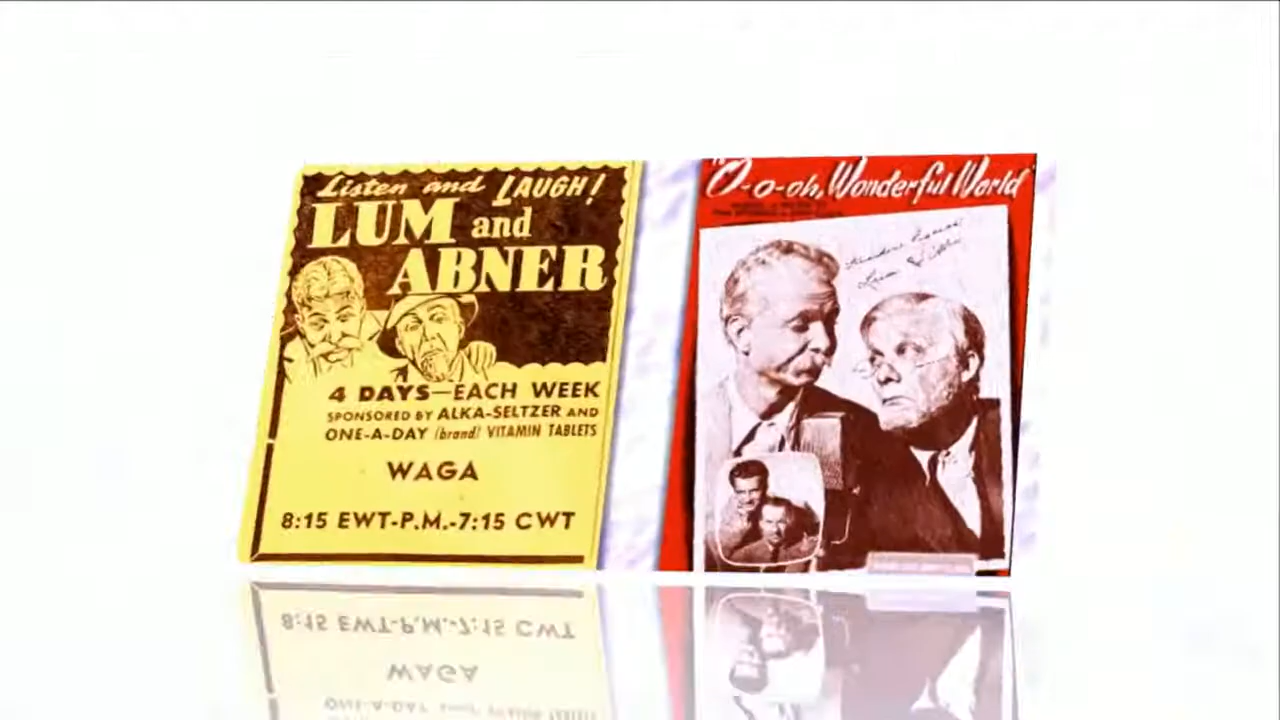 Listen and LAUGH!
LUM and
ABNER
4 DAYS—EACH WEEK
SPONSORED BY ALKA-SELTZER AND
ONE-A-DAY (brand) VITAMIN TABLETS
WAGA
8:15 EWT-P.M.-7:15 CWT
"O-o-oh, Wonderful World